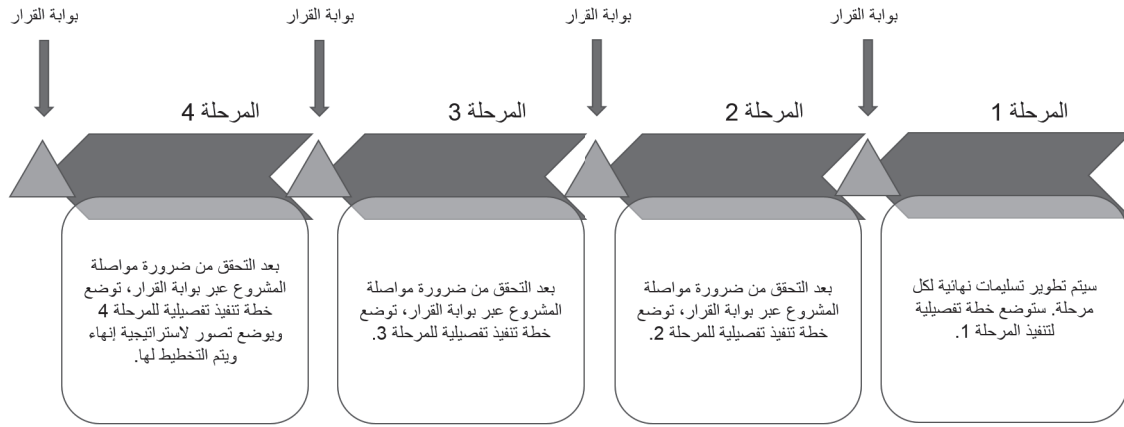 بوابة القرار
بوابة القرار
بوابة القرار
بوابة القرار
المرحلة 1
المرحلة 2
المرحلة 3
المرحلة 4
سيتم تطوير تسليمات نهائية لكل
مرحلة. ستوضع خطة تفصيلية
لتنفيذ المرحلة 1.
بعد التحقق من ضرورة مواصلة
المشروع عبر بوابة القرار، توضع
خطة تنفيذ تفصيلية للمرحلة 2.
بعد التحقق من ضرورة مواصلة
المشروع عبر بوابة القرار، توضع
خطة تنفيذ تفصيلية للمرحلة 3.
بعد التحقق من ضرورة مواصلة
المشروع عبر بوابة القرار، توضع
خطة تنفيذ تفصيلية للمرحلة 4
ويوضع تصور لاستراتيجية إنهاء
ويتم التخطيط لها.